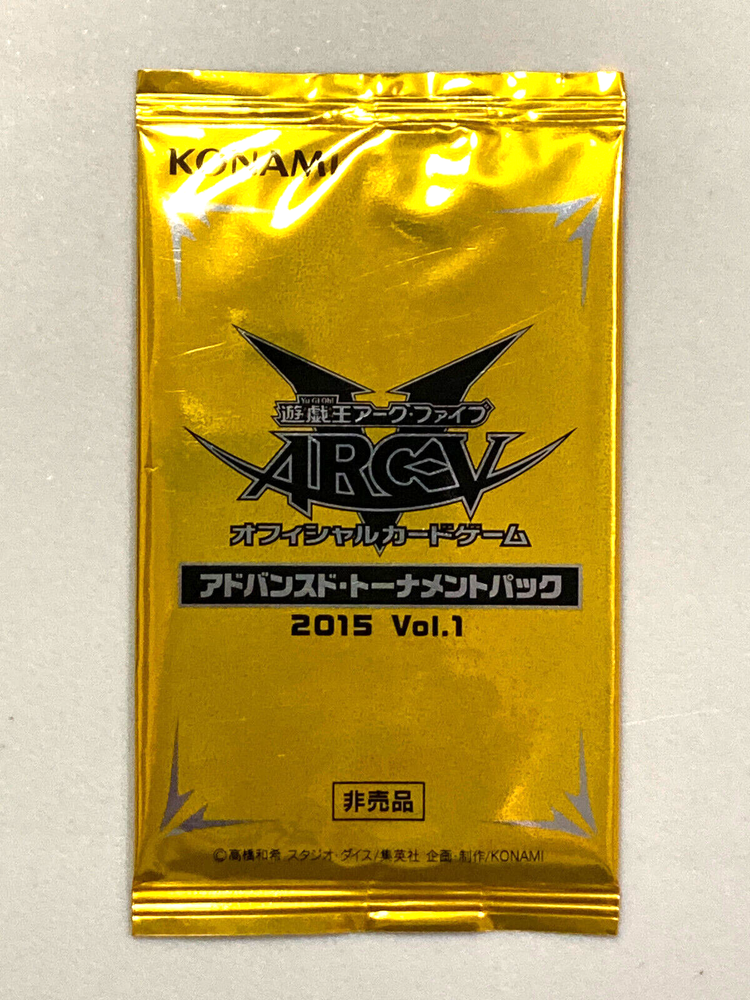 KONAMI
Yu-Gi-Oh!
遊戯王アーク・ファイブ
ARC-V
オフィシャルカードゲーム
アドバンスド・トーナメントパック
2015 Vol.1
非売品
©高橋和希 スタジオ・ダイス/集英社 企画・制作/KONAMI